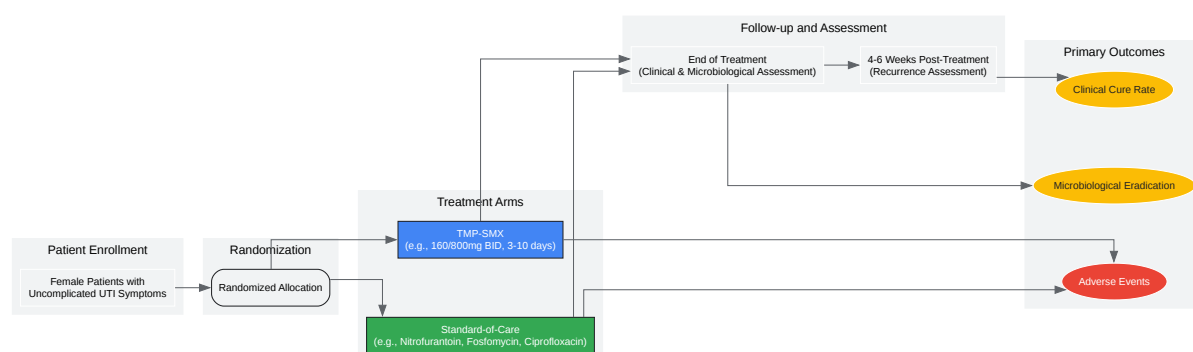 Patient Enrollment
Female Patients with
Uncomplicated UTI Symptoms
Randomization
Randomized Allocation
Treatment Arms
TMP-SMX
(e.g., 160/800mg BID, 3-10 days)
Standard-of-Care
(e.g., Nitrofurantoin, Fosfomycin, Ciprofloxacin)
Follow-up and Assessment
End of Treatment
(Clinical & Microbiological Assessment)
4-6 Weeks Post-Treatment
(Recurrence Assessment)
Primary Outcomes
Clinical Cure Rate
Microbiological Eradication
Adverse Events